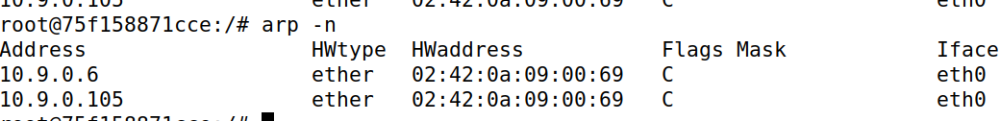 10.9.0.105 ether 02:42:0a:09:00:69 C eth0
root@75f158871cce:/# arp -n
Address HWtype HWaddress Flags Mask Iface
10.9.0.6 ether 02:42:0a:09:00:69 C eth0
10.9.0.105 ether 02:42:0a:09:00:69 C eth0
root@75f158871cce:/#